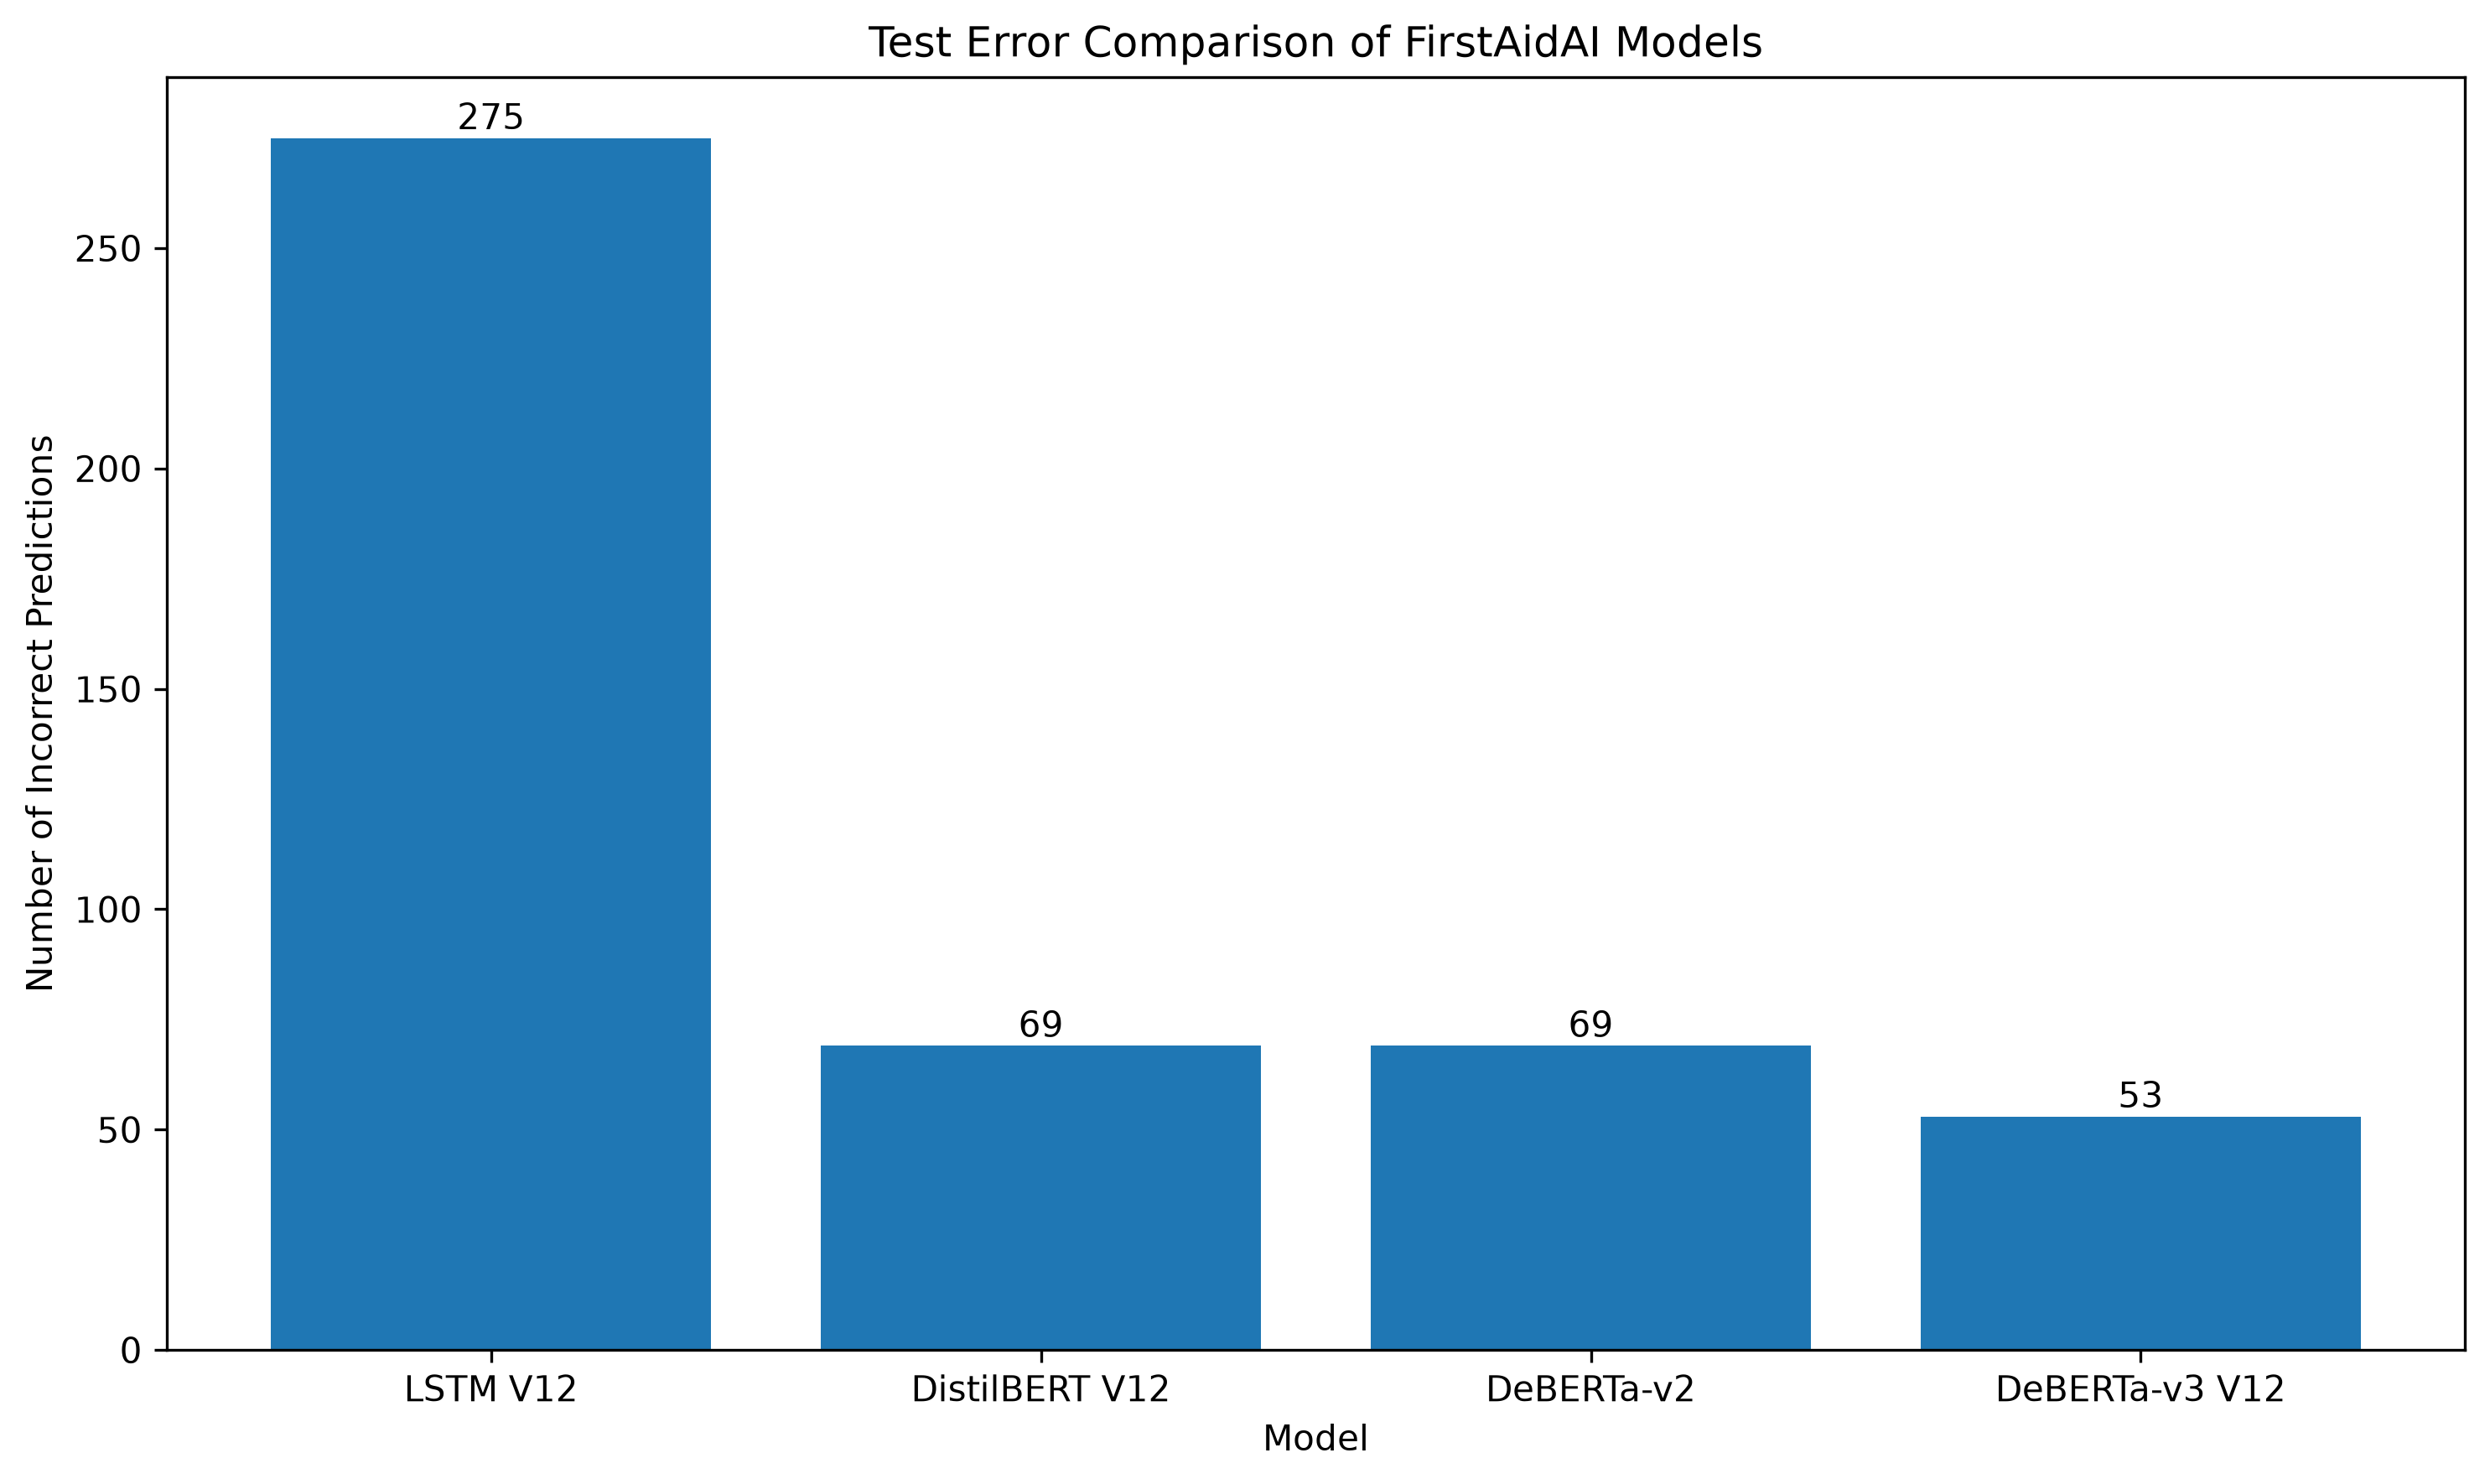 Test Error Comparison of FirstAidAI Models
Number of Incorrect Predictions
250
200
150
100
50
0
275
69
69
53
LSTM V12
DistilBERT V12
DeBERTa-v2
DeBERTa-v3 V12
Model